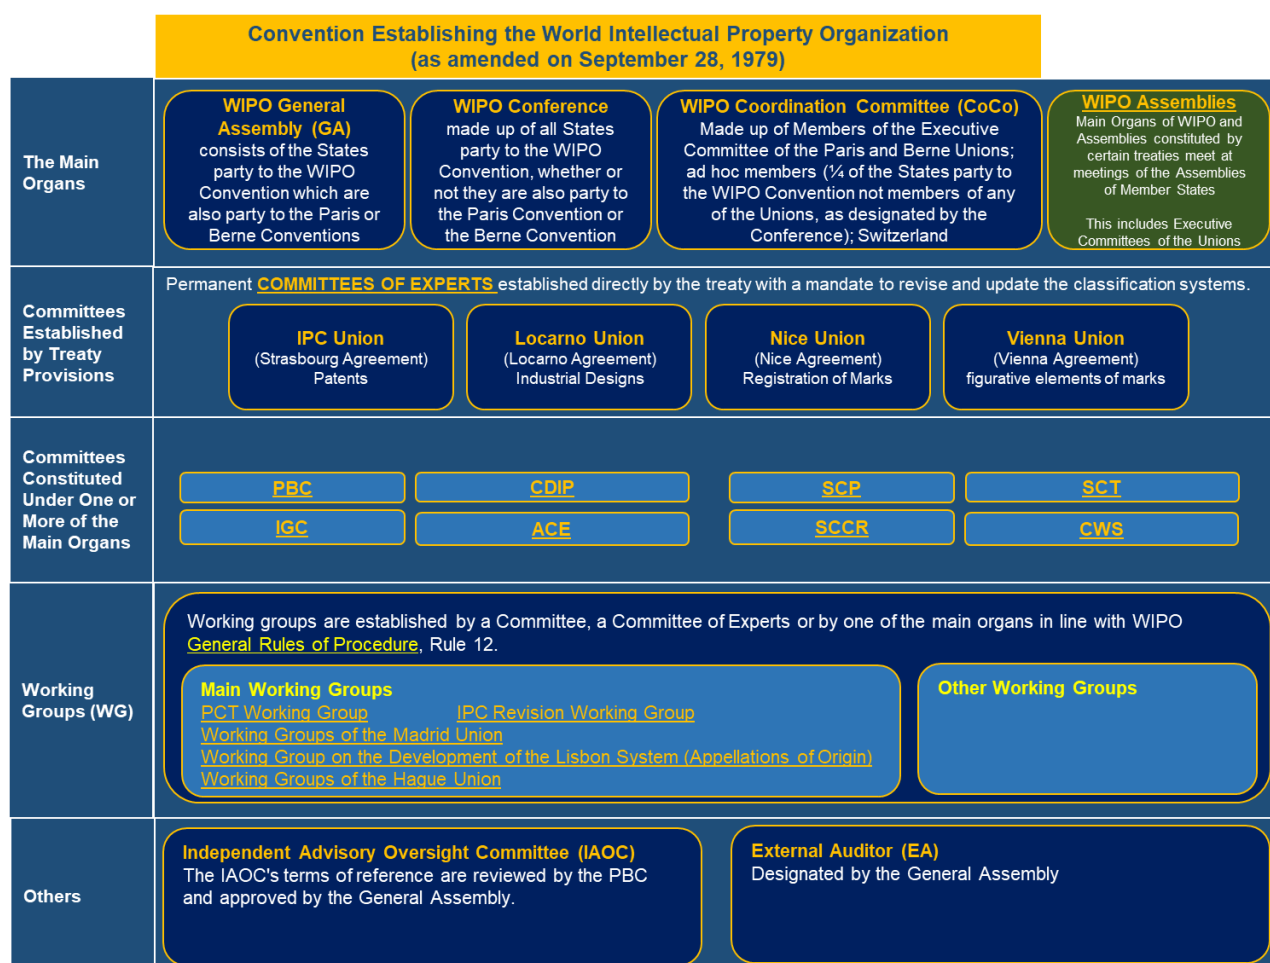 Convention Establishing the World Intellectual Property Organization
(as amended on September 28, 1979)
The Main
Organs
WIPO General
Assembly (GA)
consists of the States
party to the WIPO
Convention which are
also party to the Paris or
Berne Conventions
WIPO Conference
made up of all States
party to the WIPO
Convention, whether or
not they are also party to
the Paris Convention or
the Berne Convention
WIPO Coordination Committee (CoCo)
Made up of Members of the Executive
Committee of the Paris and Berne Unions;
ad hoc members (¼ of the States party to
the WIPO Convention not members of any
of the Unions, as designated by the
Conference); Switzerland
WIPO Assemblies
Main Organs of WIPO and
Assemblies constituted by
certain treaties meet at
meetings of the Assemblies
of Member States
This includes Executive
Committees of the Unions
Committees
Established
by Treaty
Provisions
Permanent COMMITTEES OF EXPERTS established directly by the treaty with a mandate to revise and update the classification systems.
IPC Union
(Strasbourg Agreement)
Patents
Locarno Union
(Locarno Agreement)
Industrial Designs
Nice Union
(Nice Agreement)
Registration of Marks
Vienna Union
(Vienna Agreement)
figurative elements of marks
Committees
Constituted
Under One or
More of the
Main Organs
PBC
CDIP
SCP
SCT
IGC
ACE
SCCR
CWS
Working
Groups (WG)
Working groups are established by a Committee, a Committee of Experts or by one of the main organs in line with WIPO
General Rules of Procedure, Rule 12.
Main Working Groups
PCT Working Group IPC Revision Working Group
Working Groups of the Madrid Union
Working Group on the Development of the Lisbon System (Appellations of Origin)
Working Groups of the Hague Union
Other Working Groups
Others
Independent Advisory Oversight Committee (IAOC)
The IAOC's terms of reference are reviewed by the PBC
and approved by the General Assembly.
External Auditor (EA)
Designated by the General Assembly